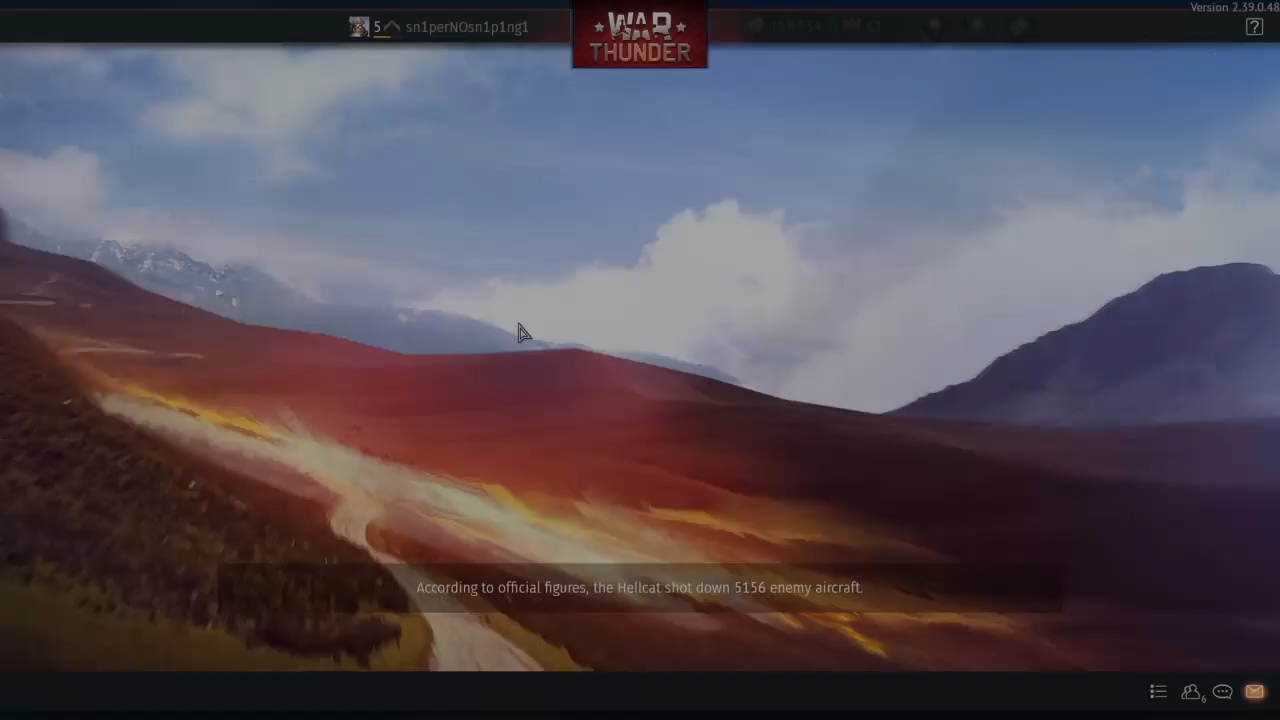 Version 2.39.0.48
5 sn1perNOsn1p1ng1
WAR
THUNDER
?
According to official figures, the Hellcat shot down 5156 enemy aircraft.
6